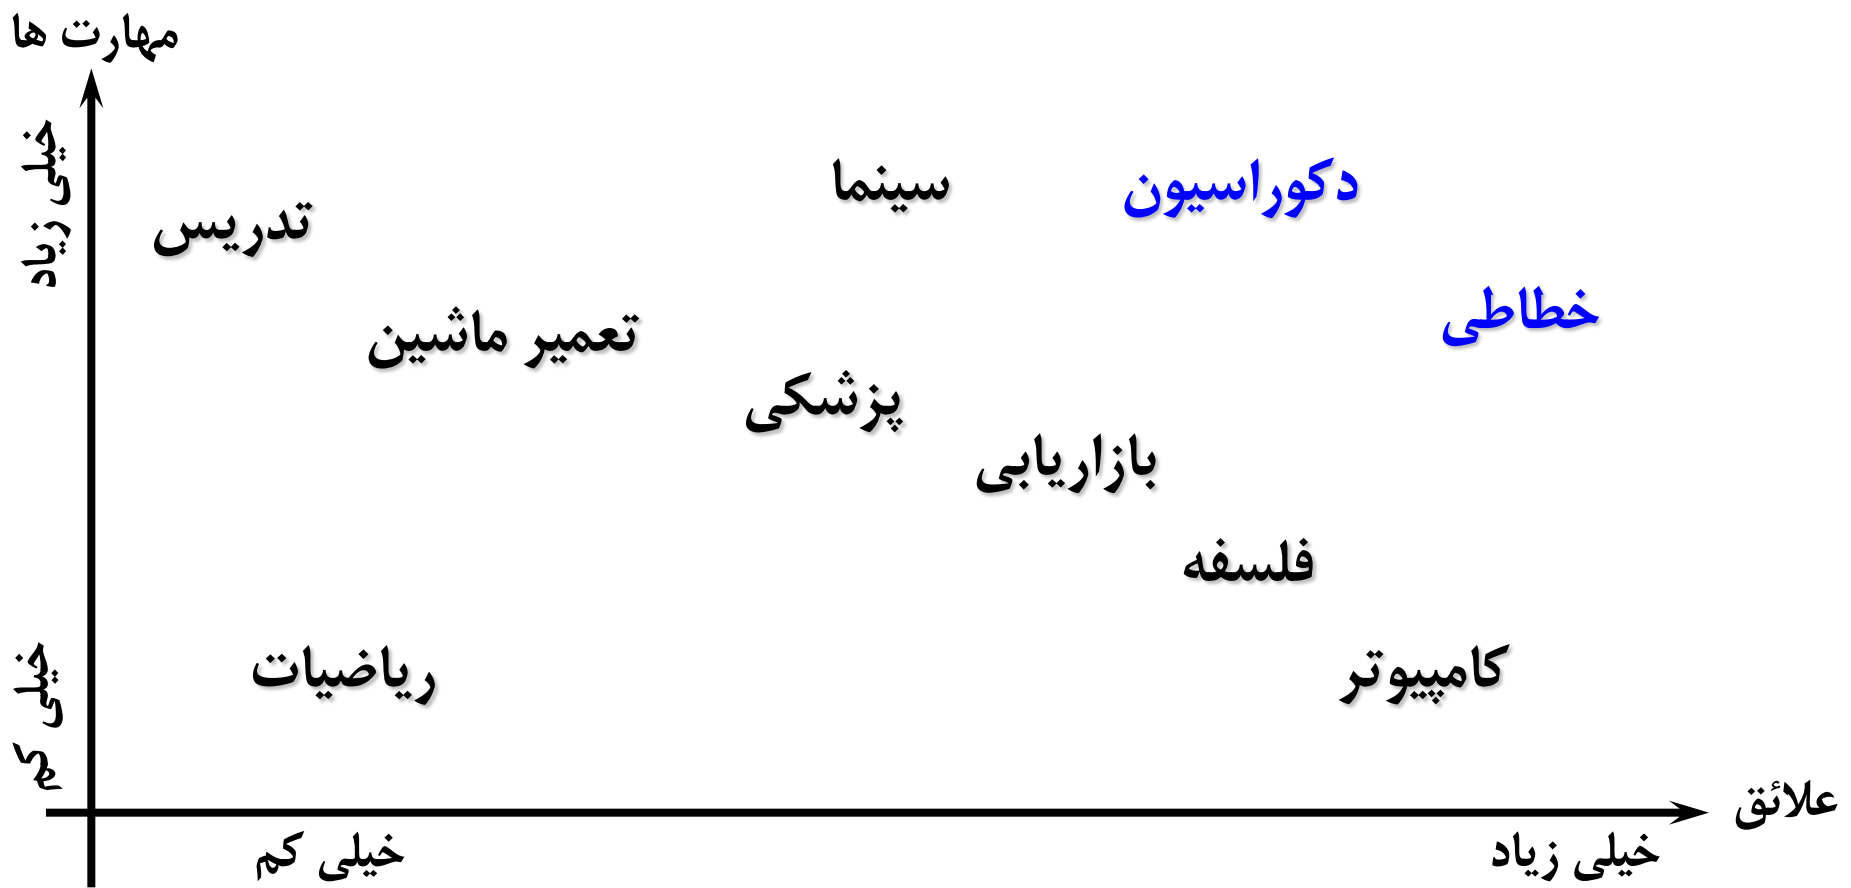 مهارت ها
خیلی زیاد
سینما
دکوراسیون
تدریس
خطاطی
تعمیر ماشین
پزشکی
بازاریابی
فلسفه
ریاضیات
کامپیوتر
خیلی کم
علائق
خیلی کم
خیلی زیاد